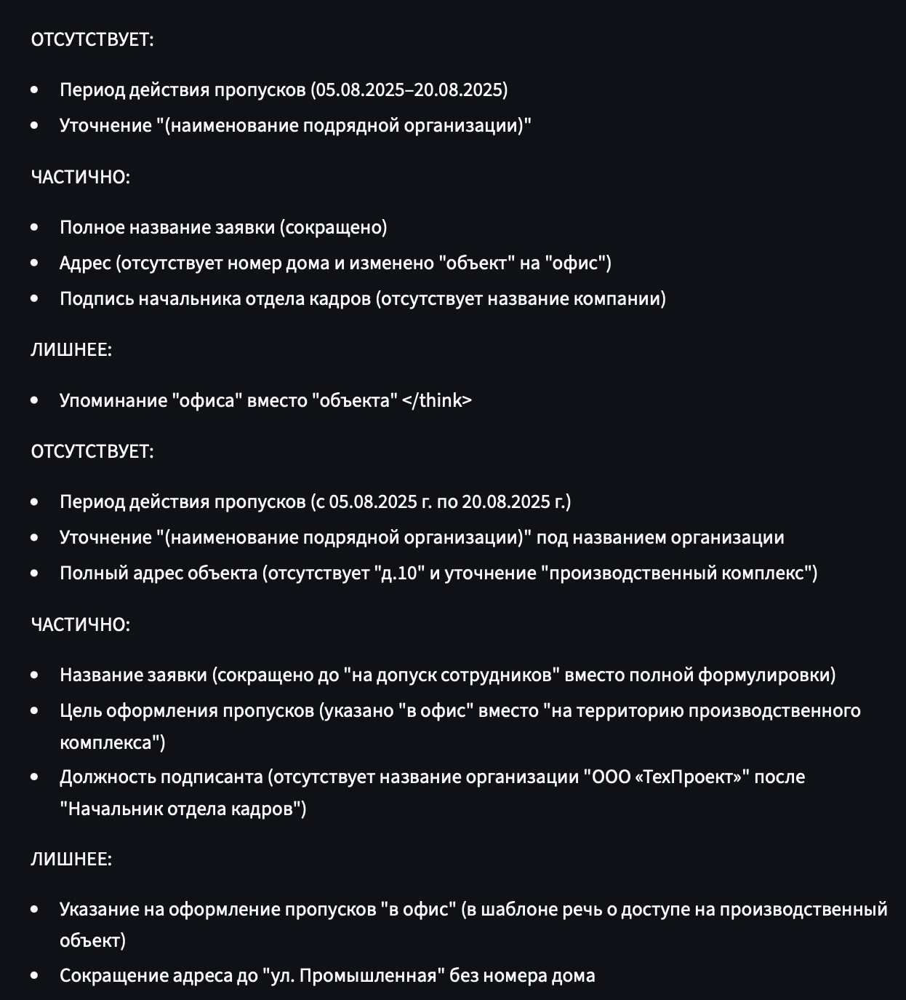 ОТСУТСТВУЕТ:
• Период действия пропусков (05.08.2025–20.08.2025)
• Уточнение "(наименование подрядной организации)"
ЧАСТИЧНО:
• Полное название заявки (сокращено)
• Адрес (отсутствует номер дома и изменено "объект" на "офис")
• Подпись начальника отдела кадров (отсутствует название компании)
ЛИШНЕЕ:
• Упоминание "офиса" вместо "объекта" </think>
ОТСУТСТВУЕТ:
• Период действия пропусков (с 05.08.2025 г. по 20.08.2025 г.)
• Уточнение "(наименование подрядной организации)" под названием организации
• Полный адрес объекта (отсутствует "д.10" и уточнение "производственный комплекс")
ЧАСТИЧНО:
• Название заявки (сокращено до "на допуск сотрудников" вместо полной формулировки)
• Цель оформления пропусков (указано "в офис" вместо "на территорию производственного
комплекса")
• Должность подписанта (отсутствует название организации "ООО «ТехПроект»" после
"Начальник отдела кадров")
ЛИШНЕЕ:
• Указание на оформление пропусков "в офис" (в шаблоне речь о доступе на производственный
объект)
• Сокращение адреса до "ул. Промышленная" без номера дома